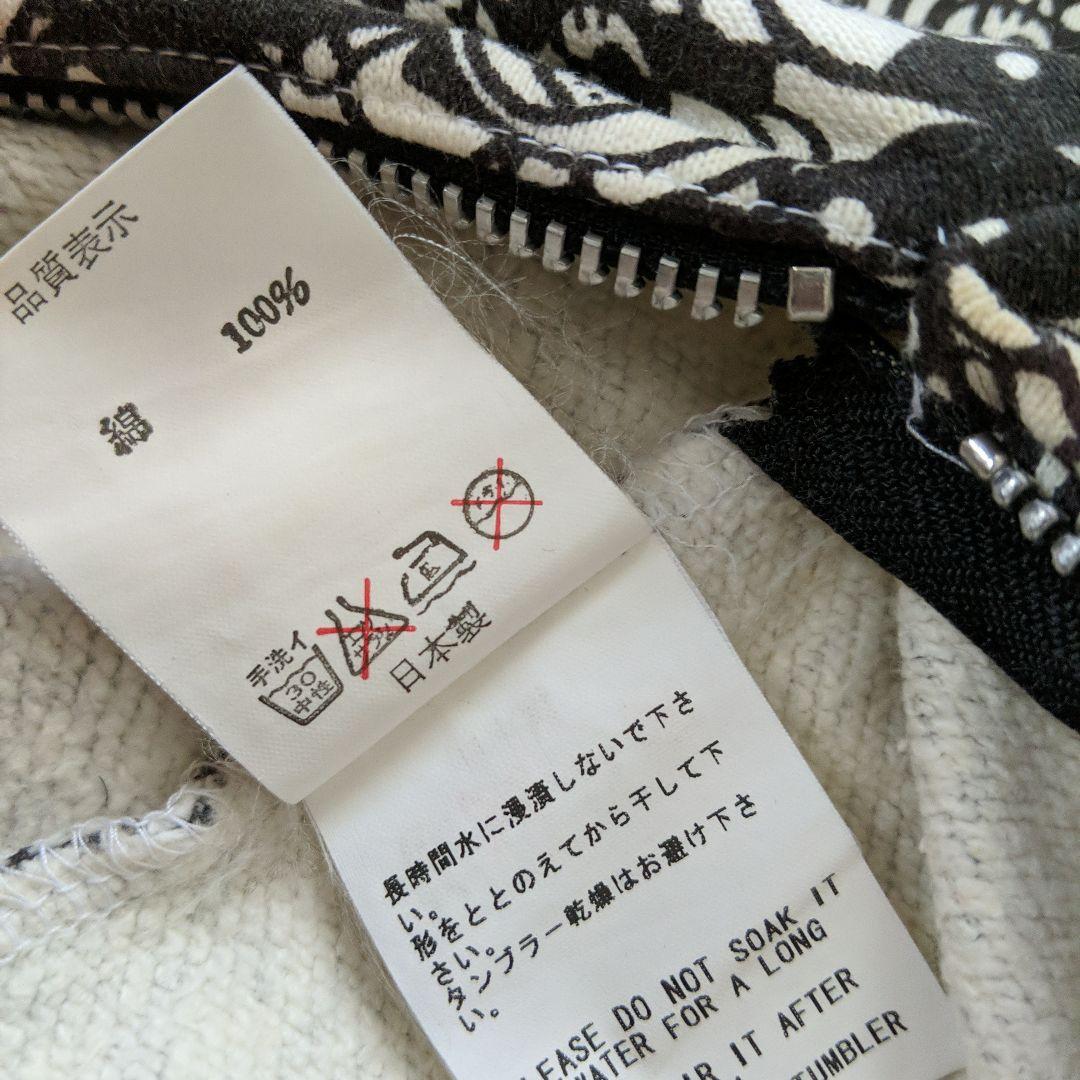 品質表示
綿 100%
手洗イ
30
中性
日本製
長時間水に浸漬しないで下さ
い。
形をととのえてから干して下
さい。
タンブラー乾燥はお避け下さ
い。
EASE DO NOT SOAK IT
WATER FOR A LONG
IR IT AFTER
TUMBLER